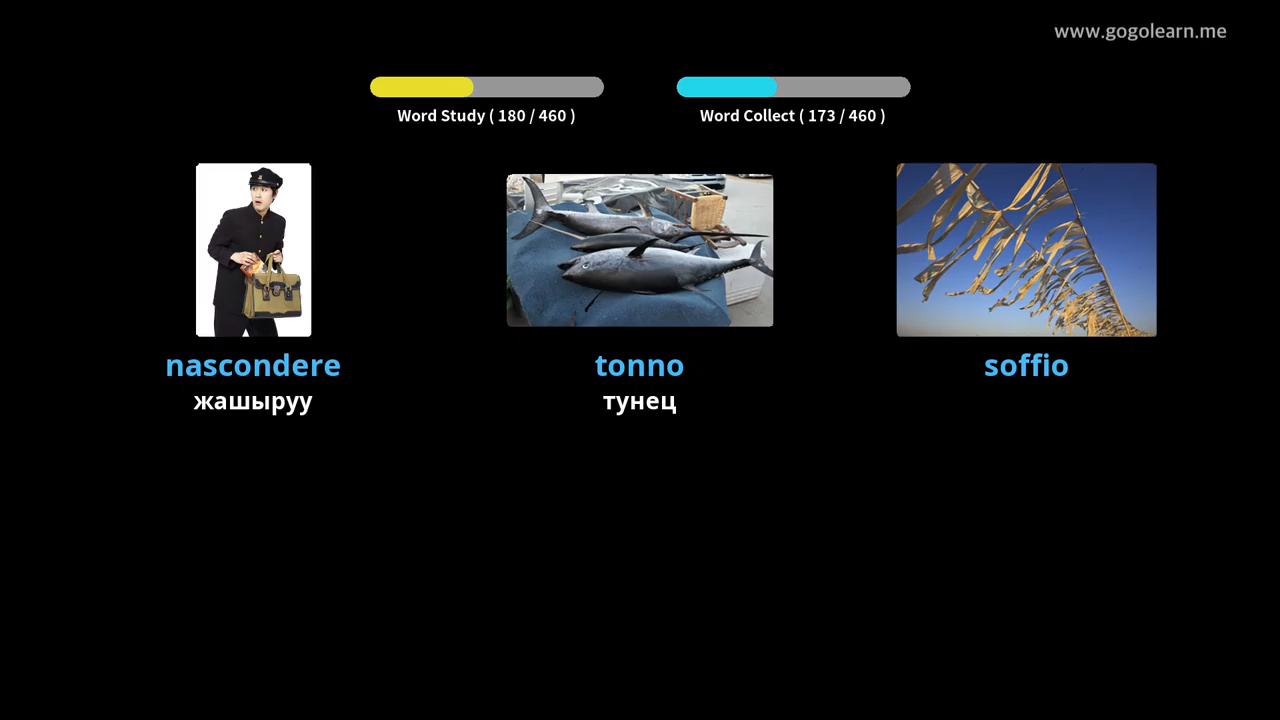 www.gogolearn.me
Word Study ( 180 / 460 )
Word Collect ( 173 / 460 )
nascondere
жашыруу
tonno
тунец
soffio